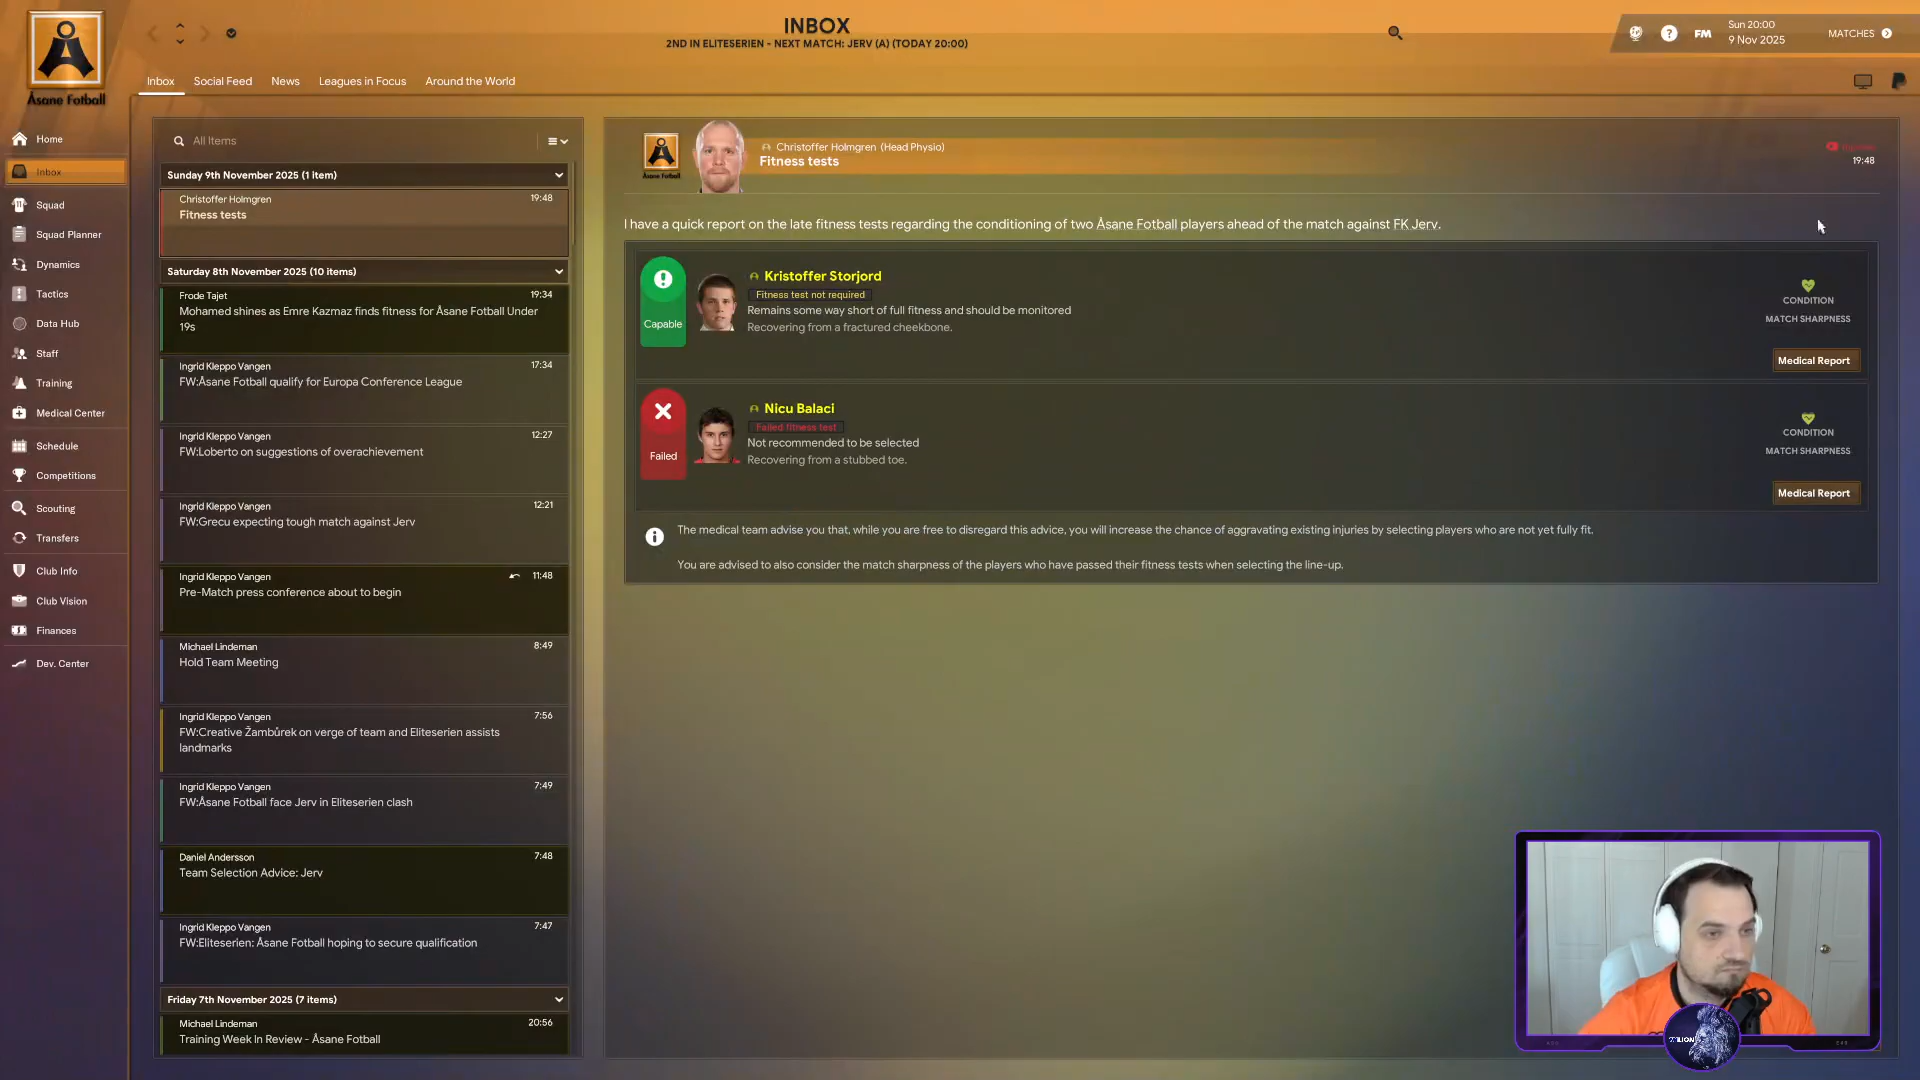 INBOX
2ND IN ELITESERIEN - NEXT MATCH: JERV (A) (TODAY 20:00)
FM
Sun 20:00
9 Nov 2025
MATCHES
Åsane Fotball
Inbox
Social Feed
News
Leagues in Focus
Around the World
Home
Inbox
Squad
Squad Planner
Dynamics
Tactics
Data Hub
Staff
Training
Medical Center
Schedule
Competitions
Scouting
Transfers
Club Info
Club Vision
Finances
Dev. Center
All Items
Sunday 9th November 2025 (1 item)
Christoffer Holmgren 19:48
Fitness tests
Saturday 8th November 2025 (10 items)
Frode Tajet 19:34
Mohamed shines as Emre Kazmaz finds fitness for Åsane Fotball Under
19s
Ingrid Kleppo Vangen 17:34
FW:Åsane Fotball qualify for Europa Conference League
Ingrid Kleppo Vangen 12:27
FW:Loberto on suggestions of overachievement
Ingrid Kleppo Vangen 12:21
FW:Grecu expecting tough match against Jerv
Ingrid Kleppo Vangen 11:48
Pre-Match press conference about to begin
Michael Lindeman 8:49
Hold Team Meeting
Ingrid Kleppo Vangen 7:56
FW:Creative Žambůrek on verge of team and Eliteserien assists
landmarks
Ingrid Kleppo Vangen 7:49
FW:Åsane Fotball face Jerv in Eliteserien clash
Daniel Andersson 7:48
Team Selection Advice: Jerv
Ingrid Kleppo Vangen 7:47
FW:Eliteserien: Åsane Fotball hoping to secure qualification
Friday 7th November 2025 (7 items)
Michael Lindeman 20:56
Training Week In Review - Åsane Fotball
Christoffer Holmgren (Head Physio)
Fitness tests
19:48
I have a quick report on the late fitness tests regarding the conditioning of two Åsane Fotball players ahead of the match against FK Jerv.
Capable
Kristoffer Storjord
Fitness test not required
Remains some way short of full fitness and should be monitored
Recovering from a fractured cheekbone.
CONDITION
MATCH SHARPNESS
Medical Report
Failed
Nicu Balaci
Failed fitness test
Not recommended to be selected
Recovering from a stubbed toe.
CONDITION
MATCH SHARPNESS
Medical Report
The medical team advise you that, while you are free to disregard this advice, you will increase the chance of aggravating existing injuries by selecting players who are not yet fully fit.
You are advised to also consider the match sharpness of the players who have passed their fitness tests when selecting the line-up.